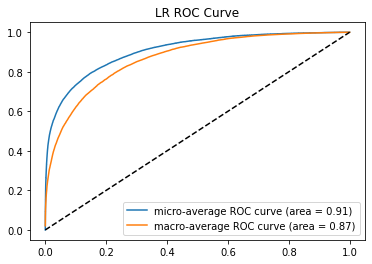 LR ROC Curve
1.0
0.8
0.6
0.4
0.2
0.0
micro-average ROC curve (area = 0.91)
macro-average ROC curve (area = 0.87)
0.0 0.2 0.4 0.6 0.8 1.0